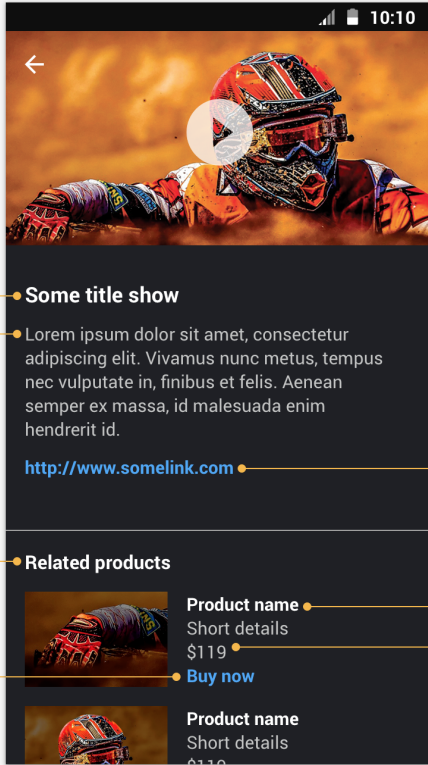 10:10
Some title show
Lorem ipsum dolor sit amet, consectetur
adipiscing elit. Vivamus nunc metus, tempus
nec vulputate in, finibus et felis. Aenean
semper ex massa, id malesuada enim
hendrerit id.
http://www.somelink.com
Related products
Product name
Short details
$119
Buy now
Product name
Short details
$119